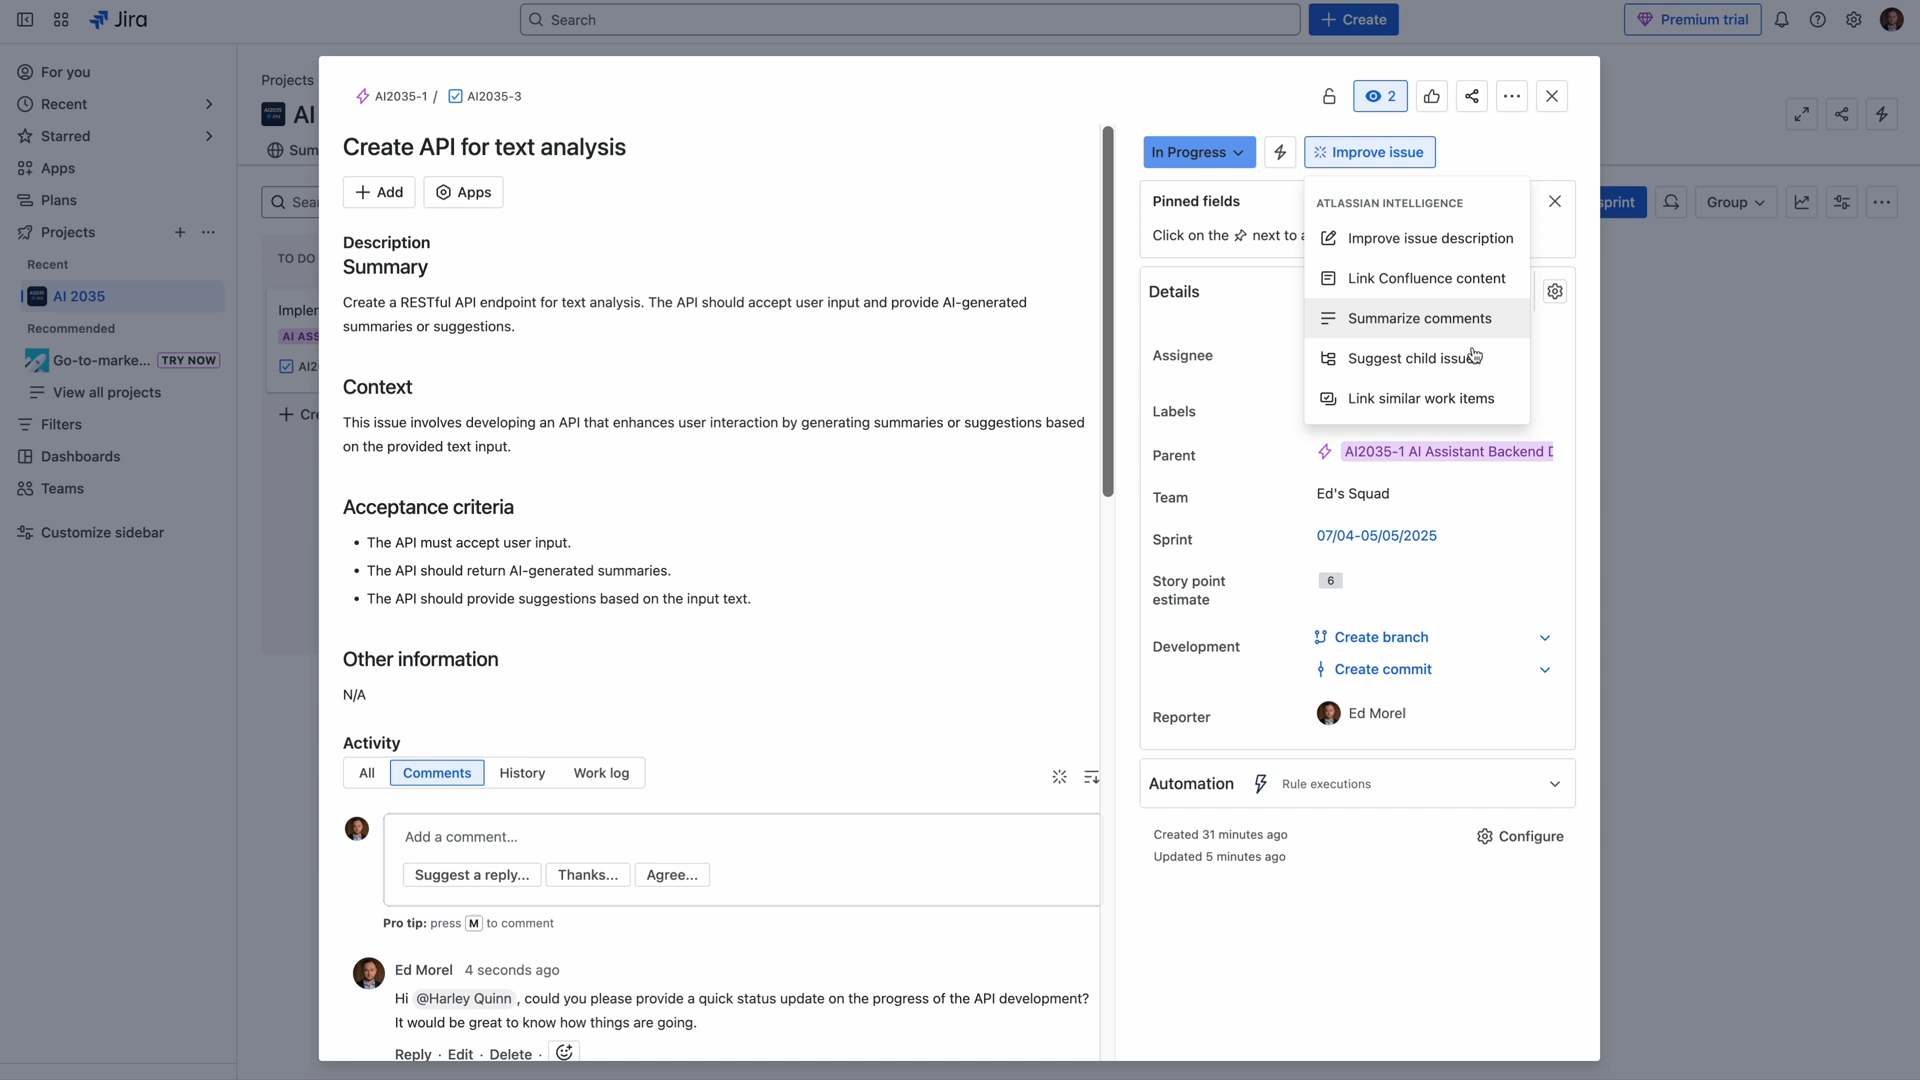 Jira
Search
Create
Premium trial
For you
Recent
Starred
Apps
Plans
Projects
Recent
AI 2035
Recommended
Go-to-marke... TRY NOW
View all projects
Filters
Dashboards
Teams
Customize sidebar
Projects
AI
Sum
Sear
TO DO
Impler
AI ASS
AI2
Cre
sprint
Group
AI2035-1 / AI2035-3
2
Create API for text analysis
Add
Apps
Description
Summary
Create a RESTful API endpoint for text analysis. The API should accept user input and provide AI-generated
summaries or suggestions.
Context
This issue involves developing an API that enhances user interaction by generating summaries or suggestions based
on the provided text input.
Acceptance criteria
• The API must accept user input.
• The API should return AI-generated summaries.
• The API should provide suggestions based on the input text.
Other information
N/A
Activity
All
Comments
History
Work log
Add a comment...
Suggest a reply...
Thanks...
Agree...
Pro tip: press M to comment
Ed Morel 4 seconds ago
Hi @Harley Quinn , could you please provide a quick status update on the progress of the API development?
It would be great to know how things are going.
Reply · Edit · Delete ·
In Progress
Improve issue
Pinned fields
Click on the next to a
ATLASSIAN INTELLIGENCE
Improve issue description
Link Confluence content
Summarize comments
Suggest child issu
Link similar work items
Details
Assignee
Labels
Parent
AI2035-1 AI Assistant Backend D
Team
Ed's Squad
Sprint
07/04-05/05/2025
Story point
estimate
6
Development
Create branch
Create commit
Reporter
Ed Morel
Automation
Rule executions
Created 31 minutes ago
Updated 5 minutes ago
Configure